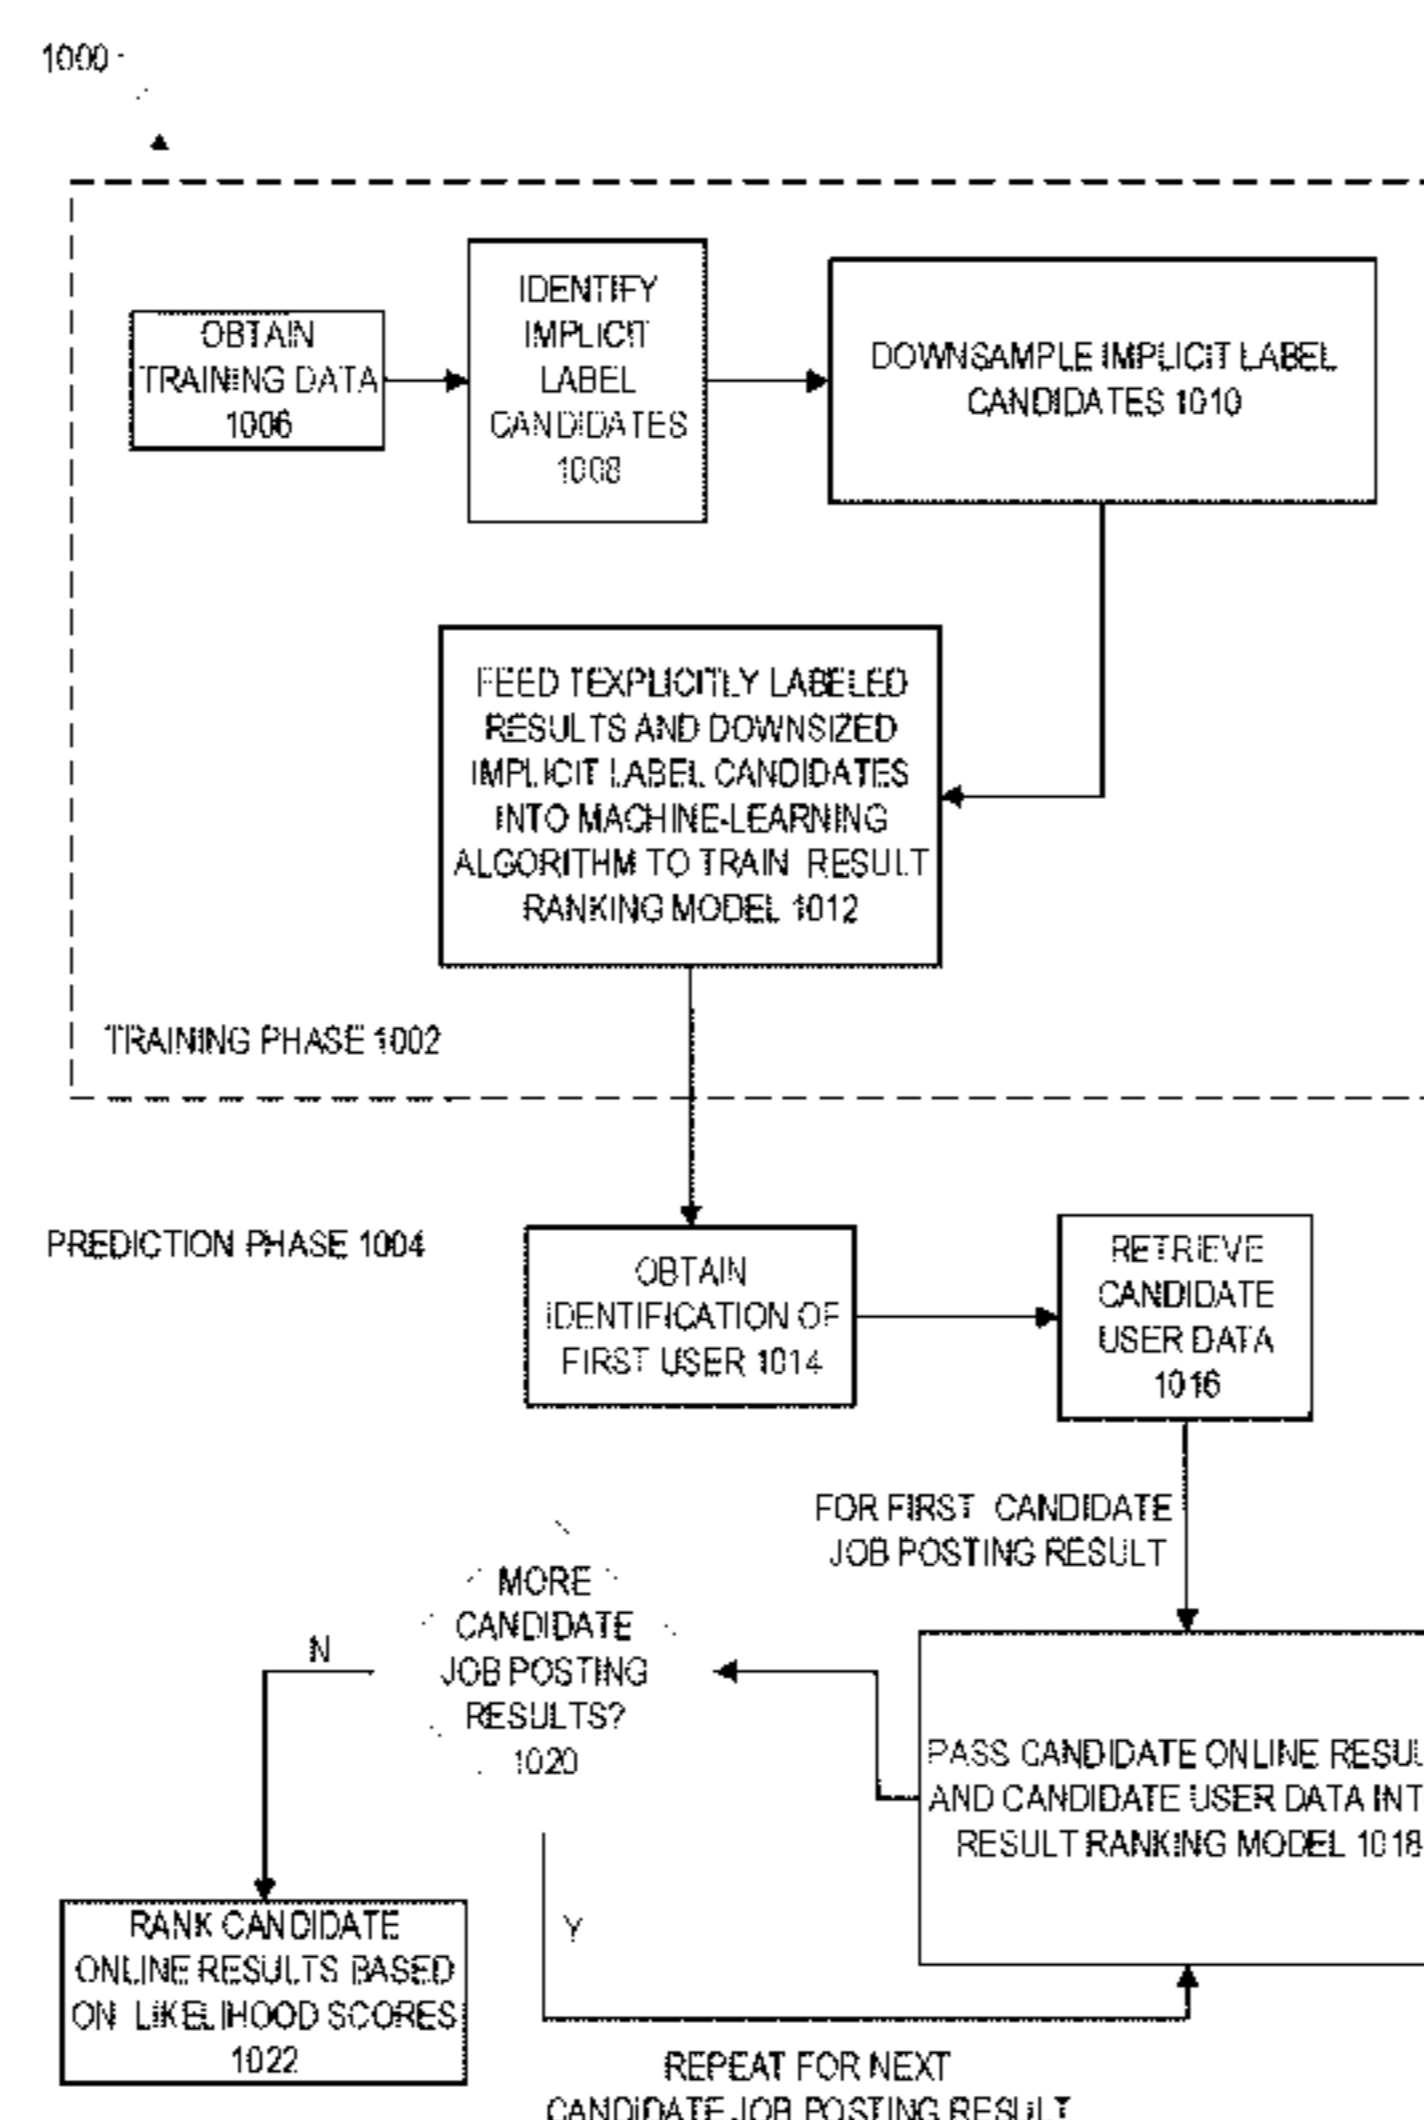 1000
OBTAIN
TRAINING DATA
1006
IDENTIFY
IMPLICIT
LABEL
CANDIDATES
1008
DOWNSAMPLE IMPLICIT LABEL
CANDIDATES 1010
FEED TEXPLICITLY LABELED
RESULTS AND DOWNSIZED
IMPLICIT LABEL CANDIDATES
INTO MACHINE-LEARNING
ALGORITHM TO TRAIN RESULT
RANKING MODEL 1012
TRAINING PHASE 1002
PREDICTION PHASE 1004
OBTAIN
IDENTIFICATION OF
FIRST USER 1014
RETRIEVE
CANDIDATE
USER DATA
1016
FOR FIRST CANDIDATE
JOB POSTING RESULT
MORE
CANDIDATE
JOB POSTING
RESULTS?
1020
N
PASS CANDIDATE ONLINE
AND CANDIDATE USER DATA
RESULT RANKING MODEL 1018
Y
RANK CANDIDATE
ONLINE RESULTS BASED
ON LIKELIHOOD SCORES
1022
REPEAT FOR NEXT
CANDIDATE JOB POSTING RESULT